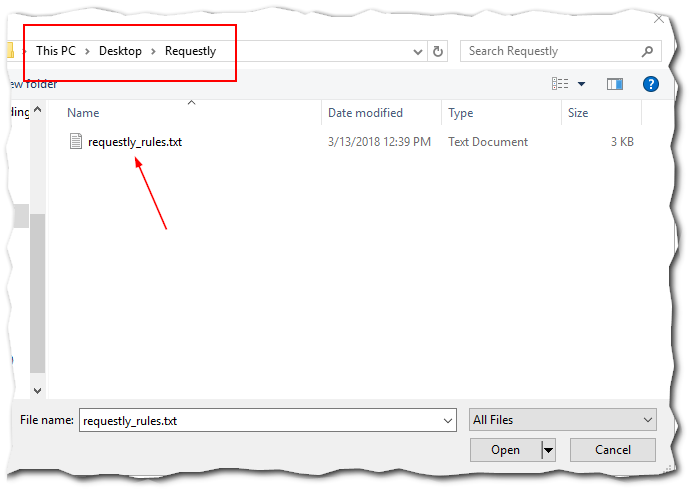 This PC > Desktop > Requestly
Search Requestly
ew folder
Name Date modified Type Size
ding
requestly_rules.txt 3/13/2018 12:39 PM Text Document 3 KB
File name: requestly_rules.txt All Files
Open Cancel